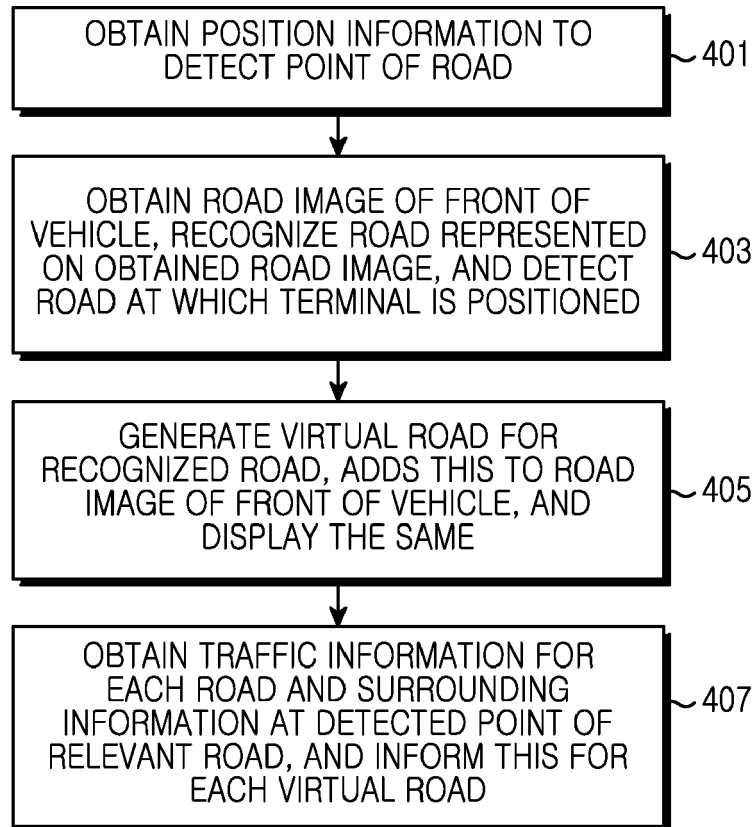 OBTAIN POSITION INFORMATION TO
DETECT POINT OF ROAD
401
OBTAIN ROAD IMAGE OF FRONT OF
VEHICLE, RECOGNIZE ROAD REPRESENTED
ON OBTAINED ROAD IMAGE, AND DETECT
ROAD AT WHICH TERMINAL IS POSITIONED
403
GENERATE VIRTUAL ROAD FOR
RECOGNIZED ROAD, ADDS THIS TO ROAD
IMAGE OF FRONT OF VEHICLE, AND
DISPLAY THE SAME
405
OBTAIN TRAFFIC INFORMATION FOR
EACH ROAD AND SURROUNDING
INFORMATION AT DETECTED POINT OF
RELEVANT ROAD, AND INFORM THIS FOR
EACH VIRTUAL ROAD
407